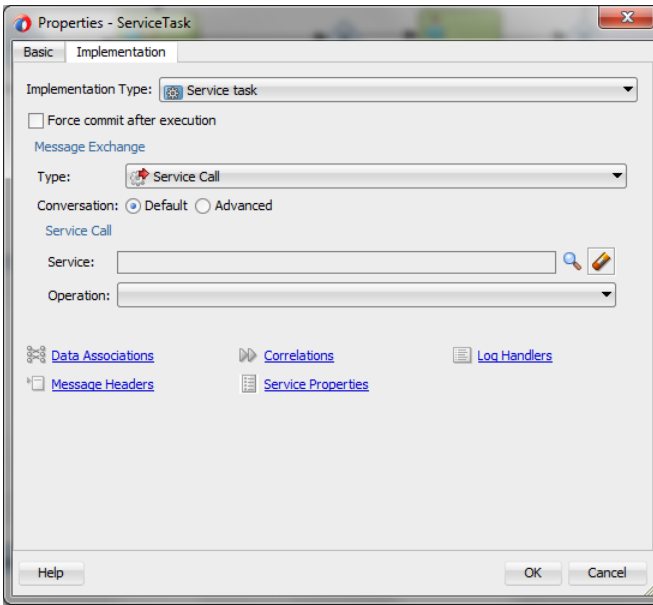 Properties - ServiceTask
Basic Implementation
Implementation Type: Service task
Force commit after execution
Message Exchange
Type: Service Call
Conversation: Default Advanced
Service Call
Service:
Operation:
Data Associations Correlations Log Handlers
Message Headers Service Properties
Help OK Cancel